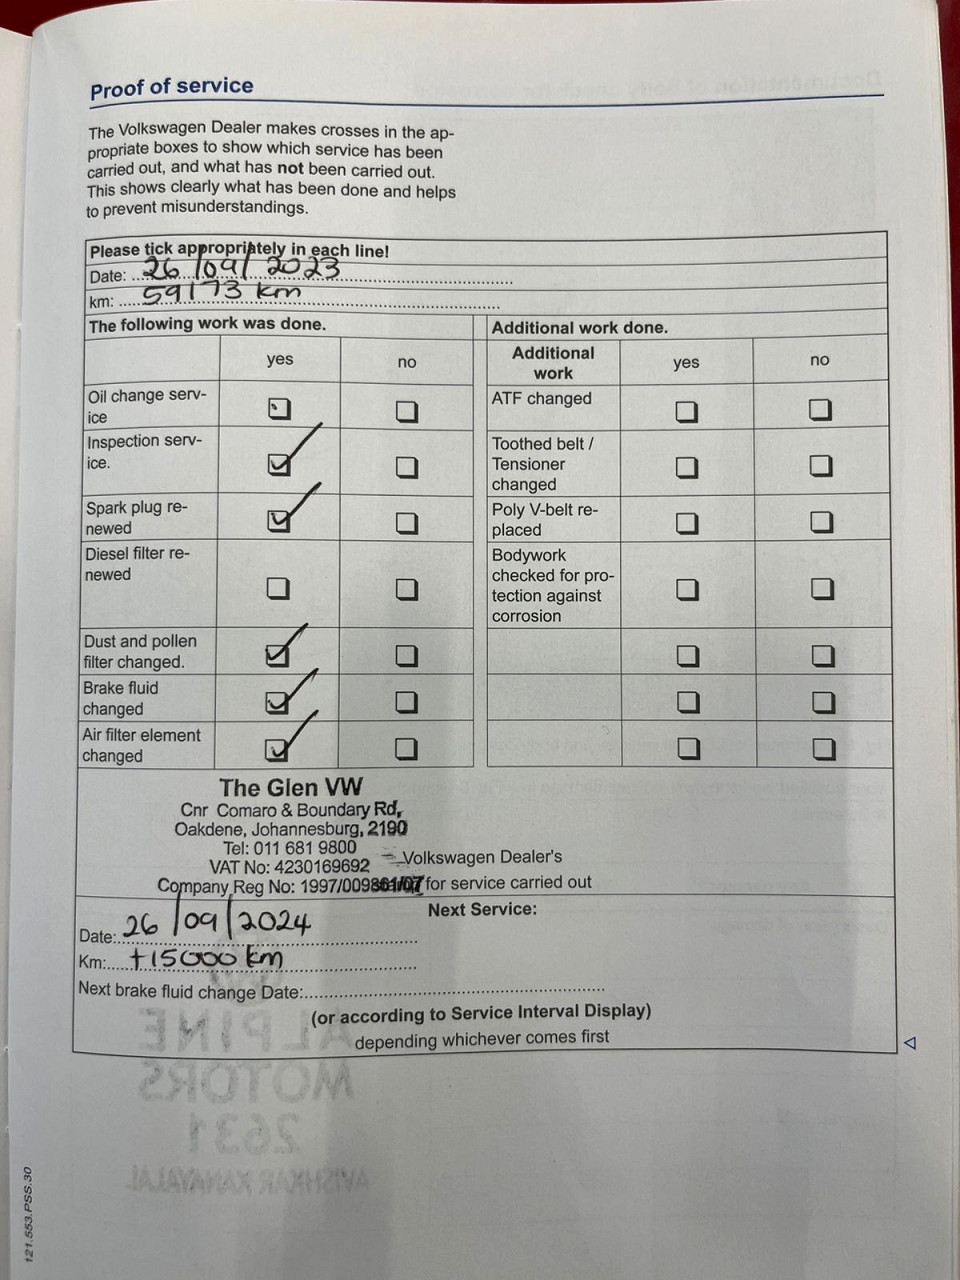 Proof of service
The Volkswagen Dealer makes crosses in the ap-
propriate boxes to show which service has been
carried out, and what has not been carried out.
This shows clearly what has been done and helps
to prevent misunderstandings.
Please tick appropriately in each line!
Date: 26/09/2023
km: 59173 km
The following work was done.
Additional work done.
yes
no
Additional
work
yes
no
Oil change serv-
ice
ATF changed
Inspection serv-
ice.
Toothed belt /
Tensioner
changed
Spark plug re-
newed
Poly V-belt re-
placed
Diesel filter re-
newed
Bodywork
checked for pro-
tection against
corrosion
Dust and pollen
filter changed.
Brake fluid
changed
Air filter element
changed
The Glen VW
Cnr Comaro & Boundary Rd,
Oakdene, Johannesburg, 2190
Tel: 011 681 9800
VAT No: 4230169692
Volkswagen Dealer's
Company Reg No:
for service carried out
Next Service:
Date: 26/09/2024
Km: +15000 km
Next brake fluid change Date:
(or according to Service Interval Display)
depending whichever comes first
ALPINE
MOTORS
2631
AVISHKAR KANAYALAL
121.553.PSS.30